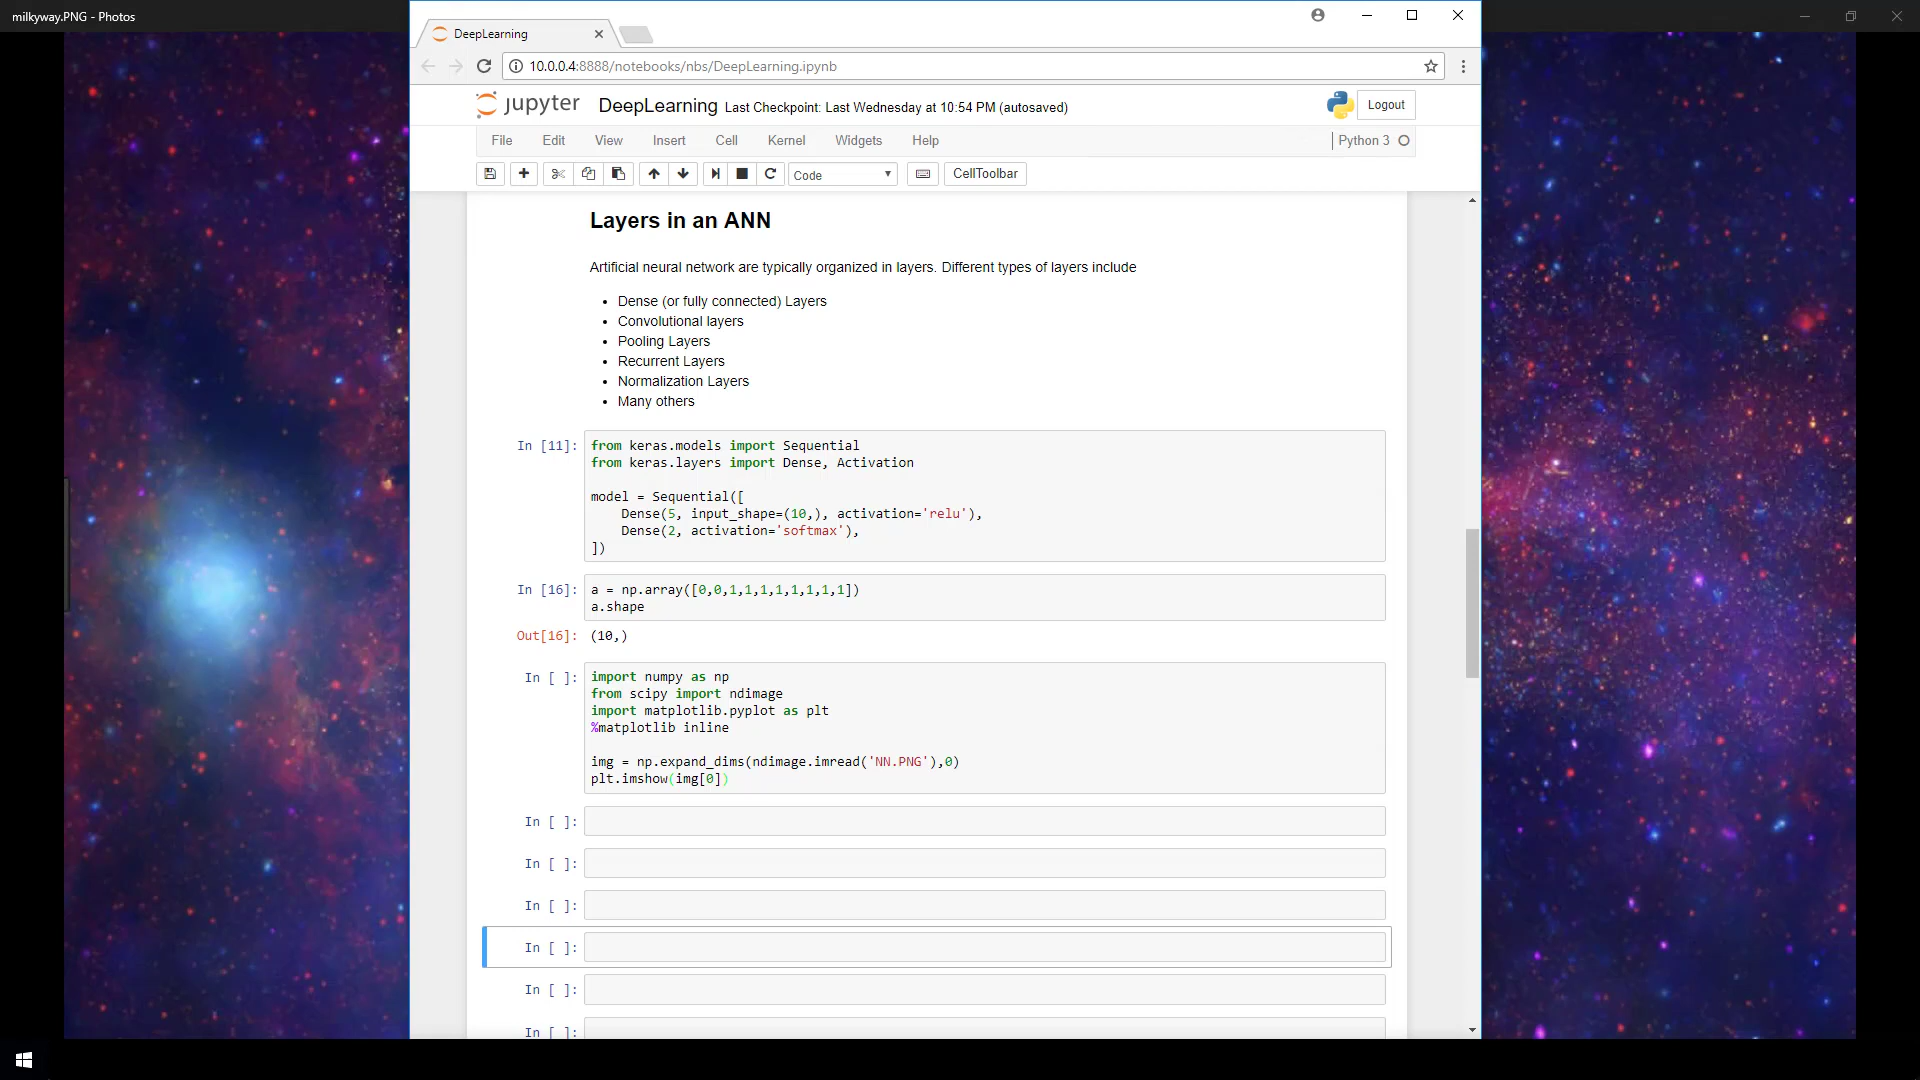 milkyway.PNG - Photos
DeepLearning
10.0.0.4:8888/notebooks/nbs/DeepLearning.ipynb
jupyter DeepLearning Last Checkpoint: Last Wednesday at 10:54 PM (autosaved) Logout
File Edit View Insert Cell Kernel Widgets Help Python 3
Code CellToolbar
Layers in an ANN
Artificial neural network are typically organized in layers. Different types of layers include
• Dense (or fully connected) Layers
• Convolutional layers
• Pooling Layers
• Recurrent Layers
• Normalization Layers
• Many others
In [11]: from keras.models import Sequential
from keras.layers import Dense, Activation
model = Sequential([
Dense(5, input_shape=(10,), activation='relu'),
Dense(2, activation='softmax'),
])
In [16]: a = np.array([0,0,1,1,1,1,1,1,1,1])
a.shape
Out[16]: (10,)
In [ ]: import numpy as np
from scipy import ndimage
import matplotlib.pyplot as plt
%matplotlib inline
img = np.expand_dims(ndimage.imread('NN.PNG'),0)
plt.imshow(img[0])
In [ ]:
In [ ]:
In [ ]:
In [ ]:
In [ ]:
In [ ]: